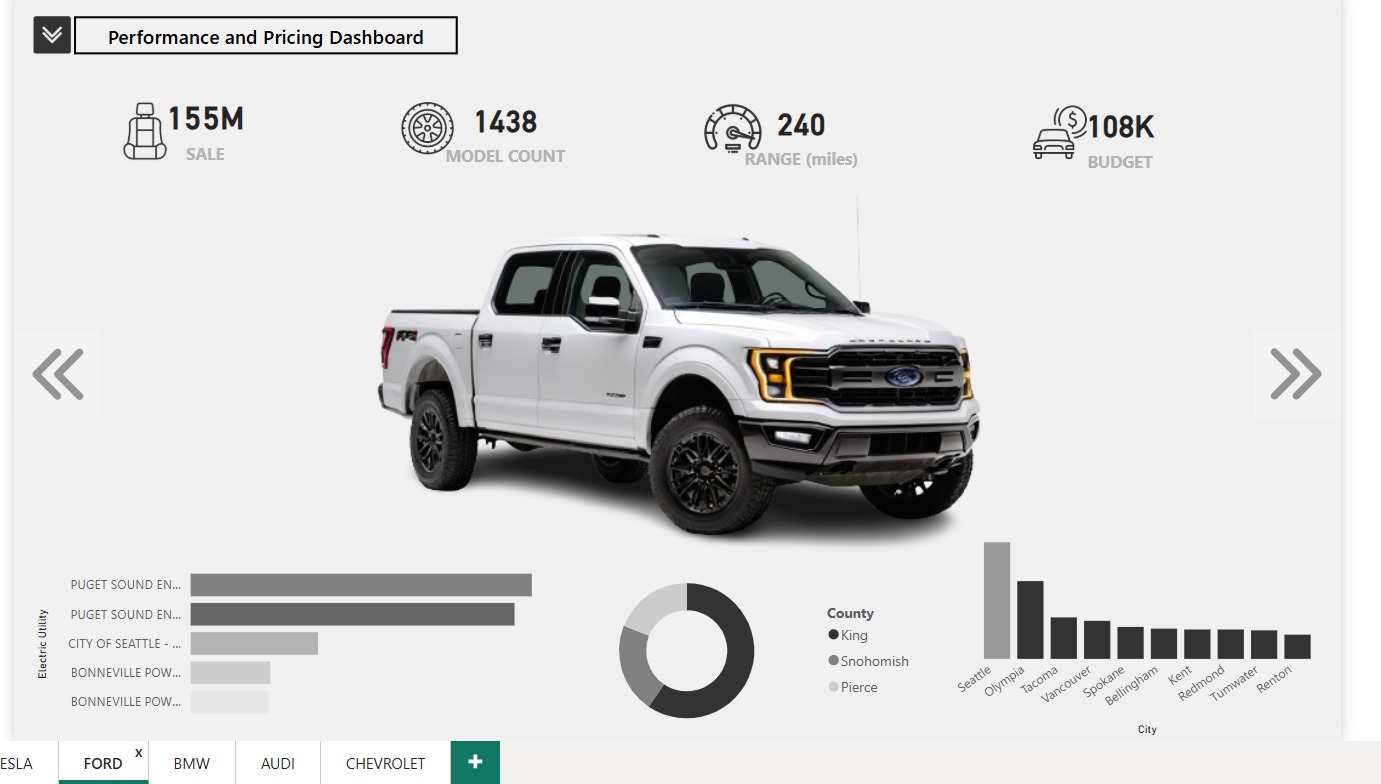 Performance and Pricing Dashboard
155M
SALE
1438
MODEL COUNT
240
RANGE (miles)
$
108K
BUDGET
Ford
Electric Utility
PUGET SOUND EN...
PUGET SOUND EN...
CITY OF SEATTLE - ...
BONNEVILLE POW...
BONNEVILLE POW...
County
King
Snohomish
Pierce
Seattle
Olympia
Tacoma
Vancouver
Spokane
Bellingham
Kent
Redmond
Tumwater
Renton
City
ESLA
FORD x
BMW
AUDI
CHEVROLET
+